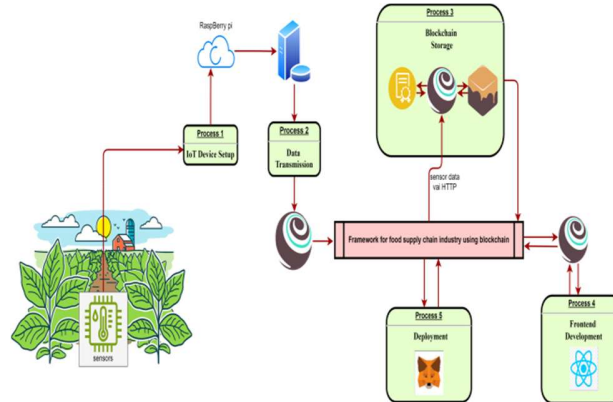 RaspBerry pi
Process 1
IoT Device Setup
Process 2
Data
Transmission
Process 3
Blockchain
Storage
sensor data
vai HTTP
Framework for food supply chain industry using blockchain
Process 4
Frontend
Development
Process 5
Deployment
sensors